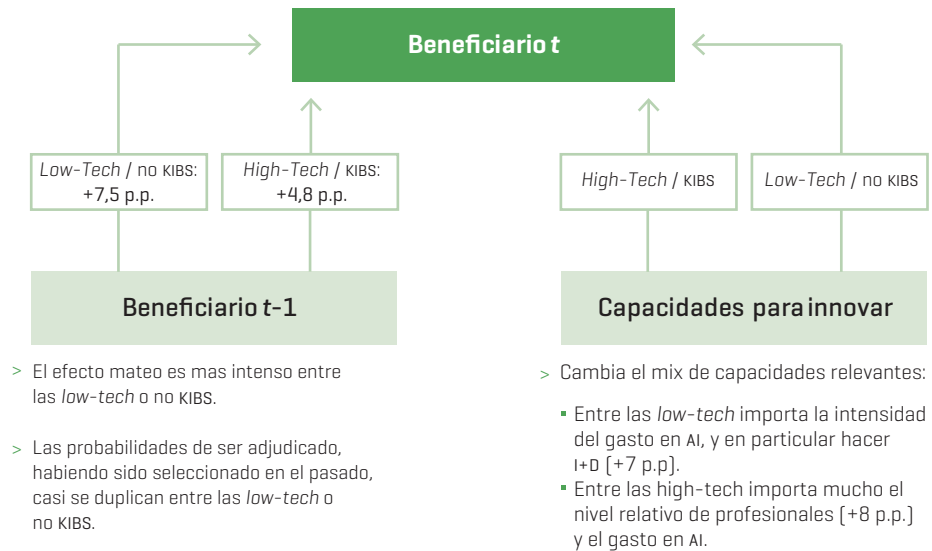 Beneficiario t
Low-Tech / no KIBS:
+7,5 p.p.
High-Tech / KIBS:
+4,8 p.p.
High-Tech / KIBS
Low-Tech / no KIBS
Beneficiario t-1
Capacidades para innovar
> El efecto mateo es mas intenso entre
las low-tech o no KIBS.
> Las probabilidades de ser adjudicado,
habiendo sido seleccionado en el pasado,
casi se duplican entre las low-tech o
no KIBS.
> Cambia el mix de capacidades relevantes:
▪ Entre las low-tech importa la intensidad
del gasto en AI, y en particular hacer
I+D (+7 p.p).
▪ Entre las high-tech importa mucho el
nivel relativo de profesionales (+8 p.p.)
y el gasto en AI.